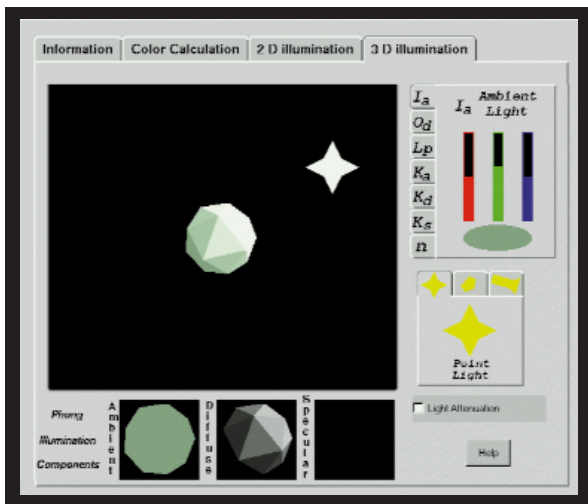 Information
Color Calculation
2 D illumination
3 D illumination
Ia
Od
Lp
Ka
Kd
Ks
n
Ia
Ambient
Light
Point
Light
Light Attenuation
Help
Phong
Illumination
Components
Ambient
Diffuse
Specular